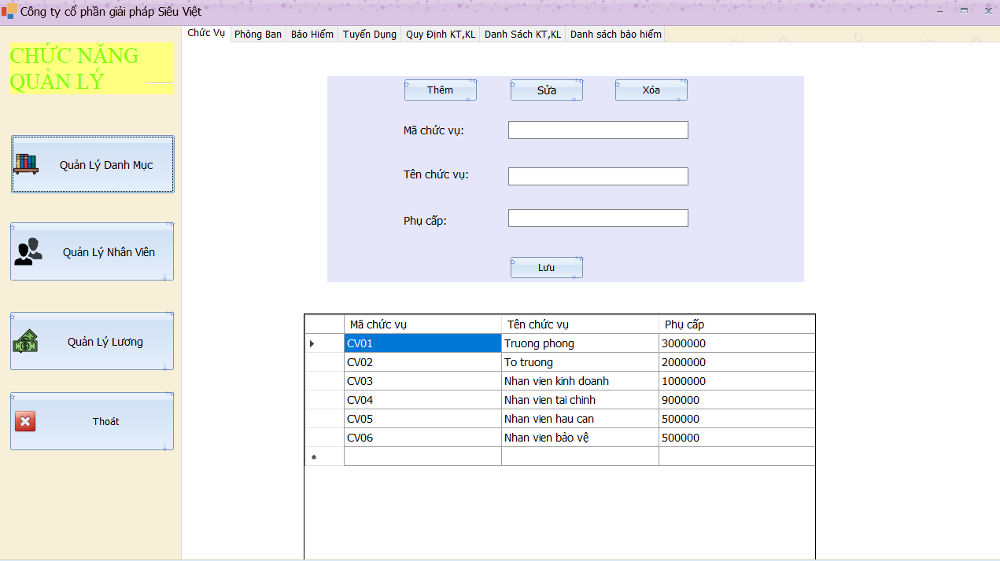 Công ty cổ phần giải pháp Siêu Việt
Chức Vụ Phòng Ban Bảo Hiểm Tuyển Dụng Quy Định KT,KL Danh Sách KT,KL Danh sách bảo hiểm
CHỨC NĂNG
QUẢN LÝ
Quản Lý Danh Mục
Quản Lý Nhân Viên
Quản Lý Lương
Thoát
Thêm Sửa Xóa
Mã chức vụ:
Tên chức vụ:
Phụ cấp:
Lưu
Mã chức vụ Tên chức vụ Phụ cấp
CV01 Truong phong 3000000
CV02 To truong 2000000
CV03 Nhan vien kinh doanh 1000000
CV04 Nhan vien tai chinh 900000
CV05 Nhan vien hau can 500000
CV06 Nhan vien bảo vệ 500000